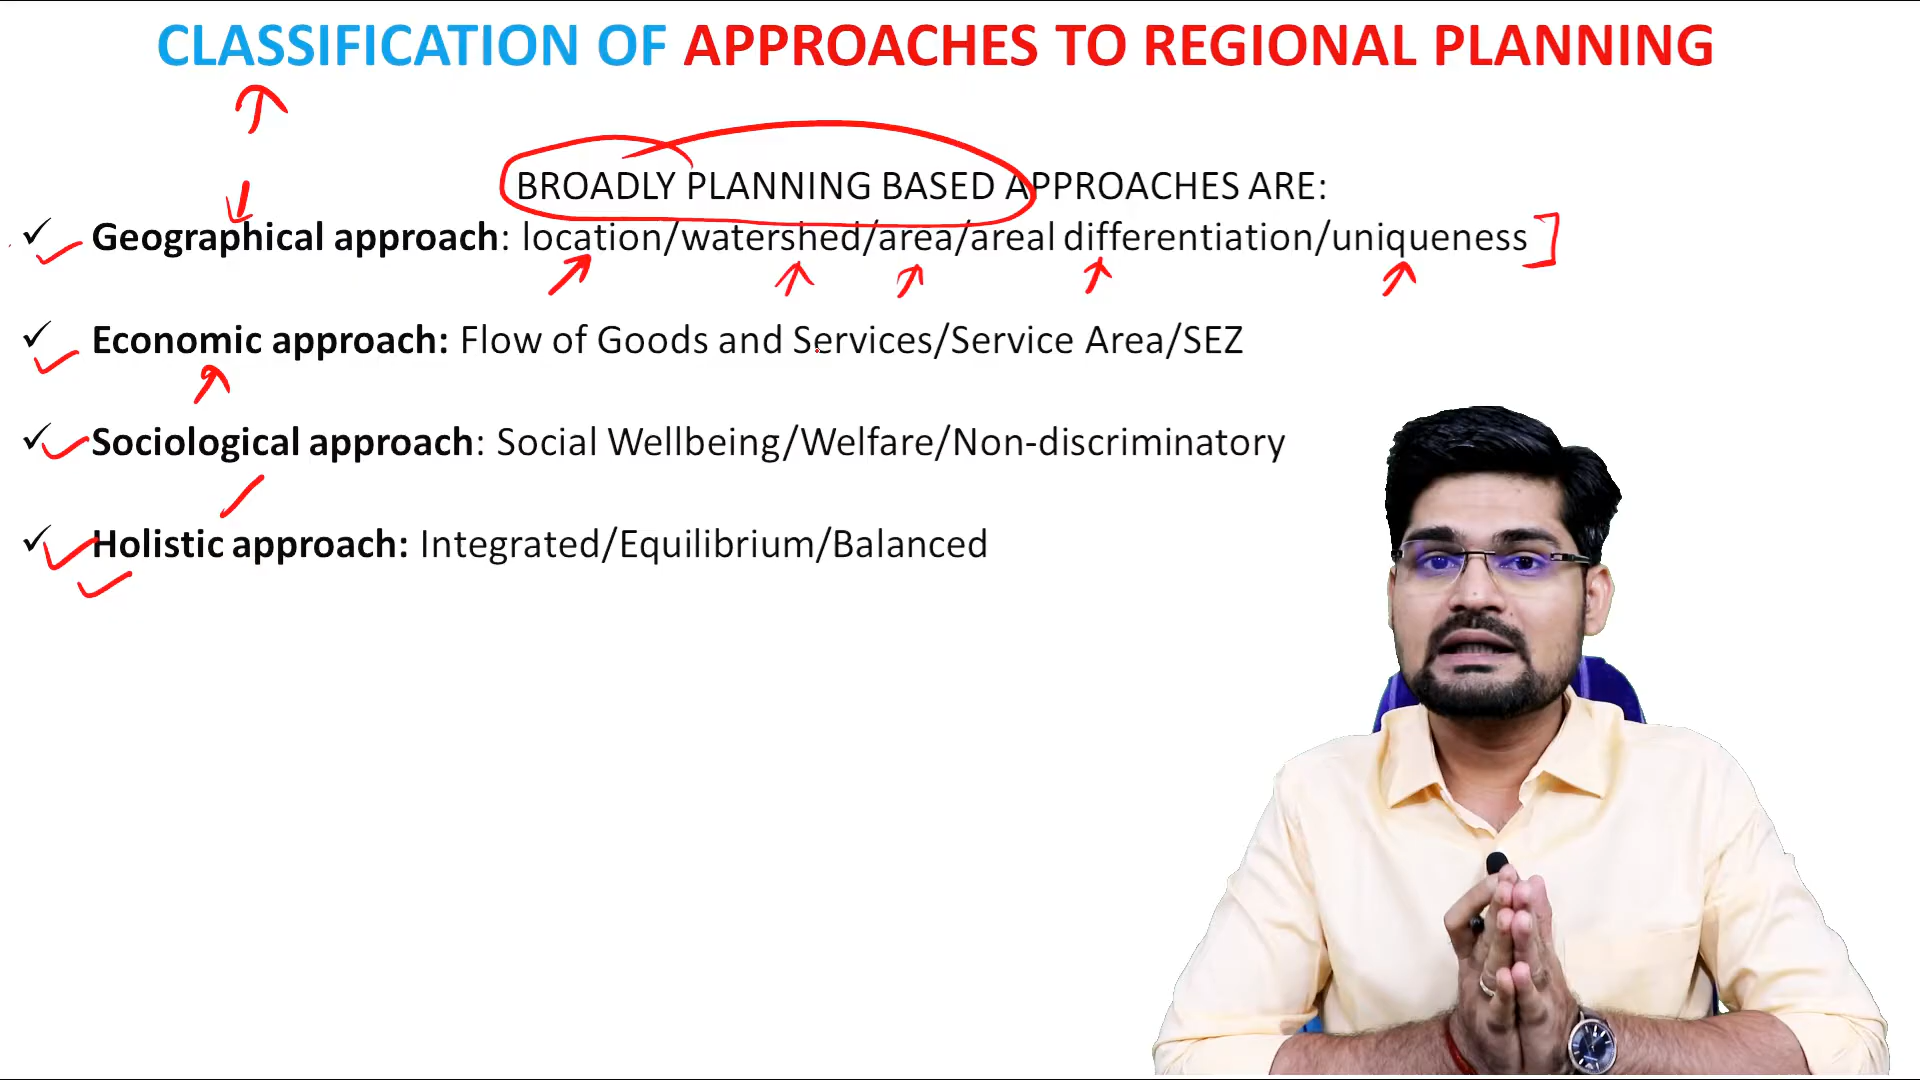 CLASSIFICATION OF APPROACHES TO REGIONAL PLANNING
BROADLY PLANNING BASED APPROACHES ARE:
✓ Geographical approach: location/watershed/area/areal differentiation/uniqueness
✓ Economic approach: Flow of Goods and Services/Service Area/SEZ
✓ Sociological approach: Social Wellbeing/Welfare/Non-discriminatory
✓ Holistic approach: Integrated/Equilibrium/Balanced